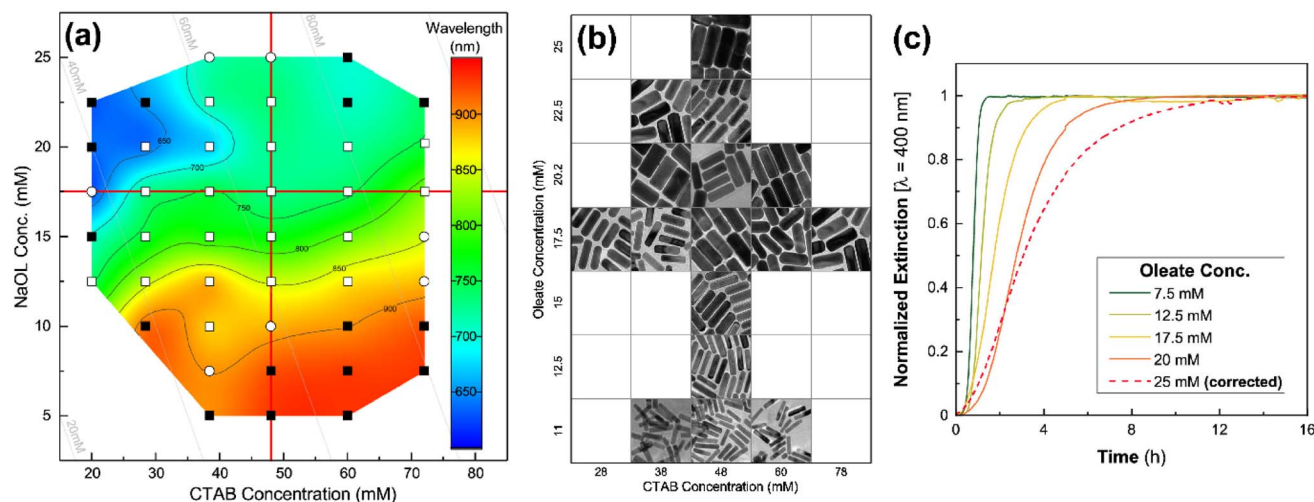 (a)
Wavelength
(nm)
900
850
800
750
700
650
25
20
15
10
5
NaOL Conc. (mM)
20
30
40
50
60
70
80
CTAB Concentration (mM)
40mM
60mM
80mM
20mM
650
700
750
800
850
900
(b)
25
22.5
20.2
17.5
15
12.5
11
Oleate Concentration (mM)
28
38
48
60
78
CTAB Concentration (mM)
(c)
Normalized Extinction [λ = 400 nm]
1
0.8
0.6
0.4
0.2
0
0
4
8
12
16
Time (h)
Oleate Conc.
7.5 mM
12.5 mM
17.5 mM
20 mM
25 mM (corrected)